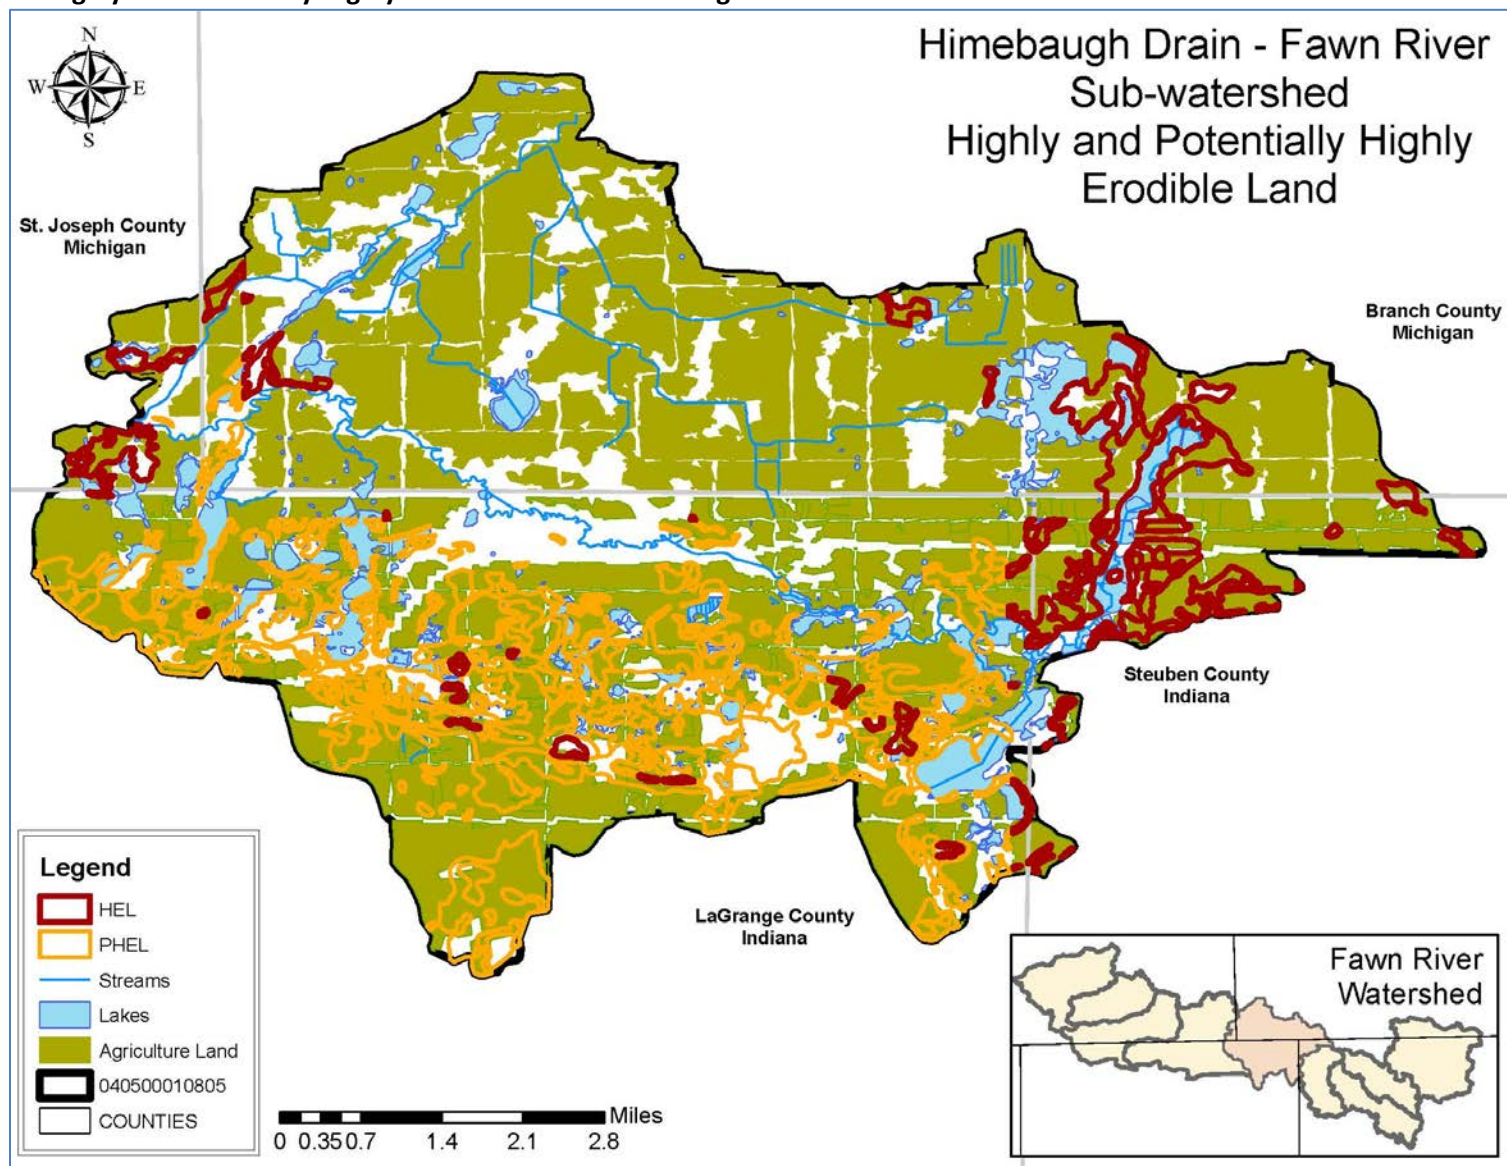 N
W E
S
Himebaugh Drain - Fawn River
Sub-watershed
Highly and Potentially Highly
Erodible Land
St. Joseph County
Michigan
Branch County
Michigan
Steuben County
Indiana
LaGrange County
Indiana
Legend
HEL
PHEL
Streams
Lakes
Agriculture Land
040500010805
COUNTIES
Miles
0 0.35 0.7 1.4 2.1 2.8
Fawn River
Watershed